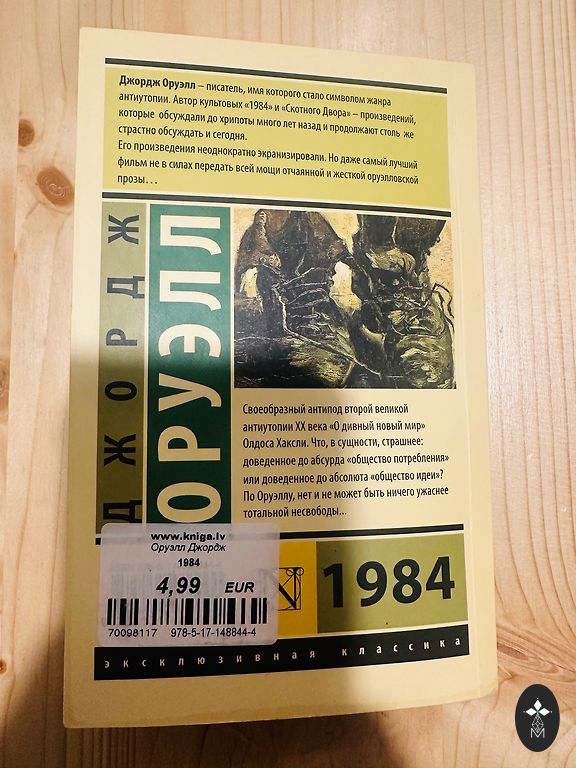 Джордж Оруэлл – писатель, имя которого стало символом жанра
антиутопии. Автор культовых «1984» и «Скотного Двора» – произведений,
которые обсуждали до хрипоты много лет назад и продолжают столь же
страстно обсуждать и сегодня.
Его произведения неоднократно экранизировали. Но даже самый лучший
фильм не в силах передать всей мощи отчаянной и жесткой оруэлловской
прозы...
ДЖОРДЖ
ОРУЭЛЛ
Своеобразный антипод второй великой
антиутопии XX века «О дивный новый мир»
Олдоса Хаксли. Что, в сущности, страшнее:
доведенное до абсурда «общество потребления»
или доведенное до абсолюта «общество идеи»?
По Оруэллу, нет и не может быть ничего ужаснее
тотальной несвободы...
www.kniga.lv
Оруэлл Джордж
1984
4,99 EUR
70098117 978-5-17-148844-4
N
1984
эксклюзивная классика
M